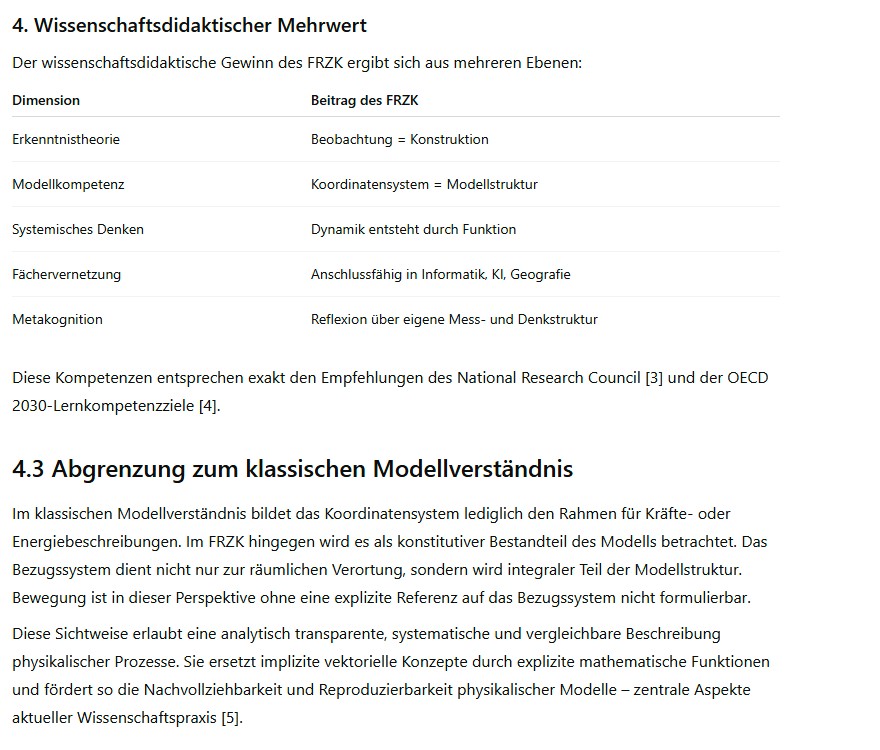 4. Wissenschaftsdidaktischer Mehrwert
Der wissenschaftsdidaktische Gewinn des FRZK ergibt sich aus mehreren Ebenen:
Dimension Beitrag des FRZK
Erkenntnistheorie Beobachtung = Konstruktion
Modellkompetenz Koordinatensystem = Modellstruktur
Systemisches Denken Dynamik entsteht durch Funktion
Fächervernetzung Anschlussfähig in Informatik, KI, Geografie
Metakognition Reflexion über eigene Mess- und Denkstruktur
Diese Kompetenzen entsprechen exakt den Empfehlungen des National Research Council [3] und der OECD
2030-Lernkompetenzziele [4].
4.3 Abgrenzung zum klassischen Modellverständnis
Im klassischen Modellverständnis bildet das Koordinatensystem lediglich den Rahmen für Kräfte- oder
Energiebeschreibungen. Im FRZK hingegen wird es als konstitutiver Bestandteil des Modells betrachtet. Das
Bezugssystem dient nicht nur zur räumlichen Verortung, sondern wird integraler Teil der Modellstruktur.
Bewegung ist in dieser Perspektive ohne eine explizite Referenz auf das Bezugssystem nicht formulierbar.
Diese Sichtweise erlaubt eine analytisch transparente, systematische und vergleichbare Beschreibung
physikalischer Prozesse. Sie ersetzt implizite vektorielle Konzepte durch explizite mathematische Funktionen
und fördert so die Nachvollziehbarkeit und Reproduzierbarkeit physikalischer Modelle – zentrale Aspekte
aktueller Wissenschaftspraxis [5].